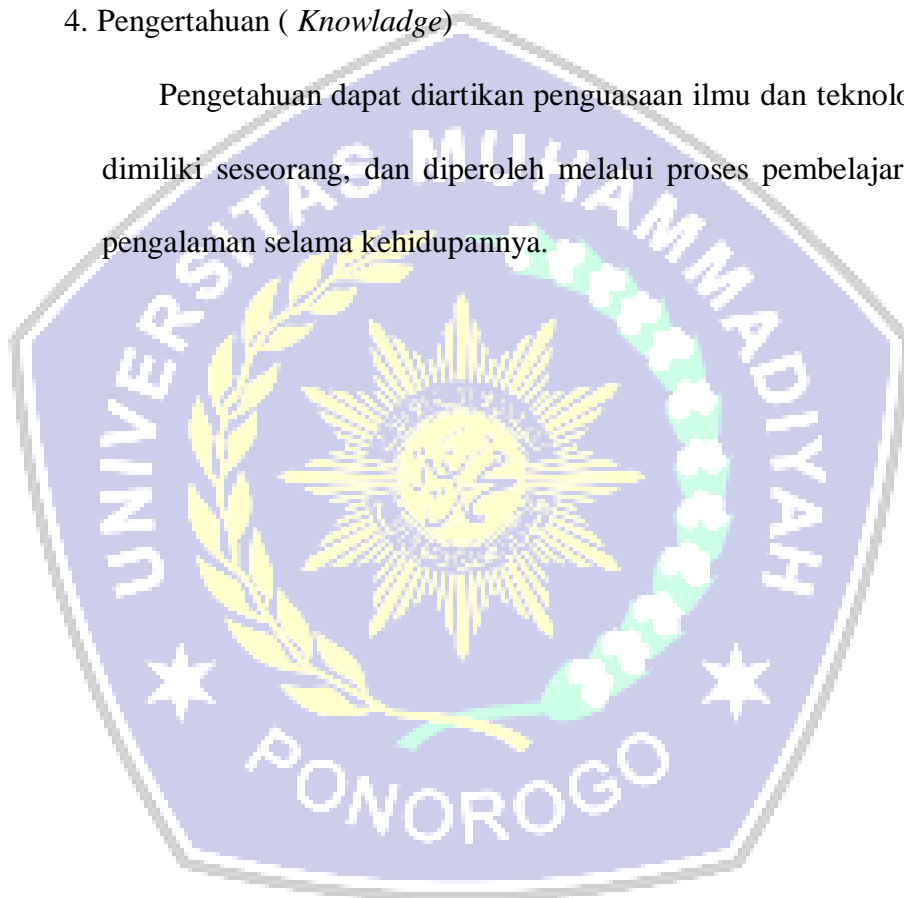 4. Pengertahuan ( Knowladge)
Pengetahuan dapat diartikan penguasaan ilmu dan teknolo
dimiliki seseorang, dan diperoleh melalui proses pembelajar
pengalaman selama kehidupannya.
UNIVERSITAS MUHAMMADIYAH
PONOROGO